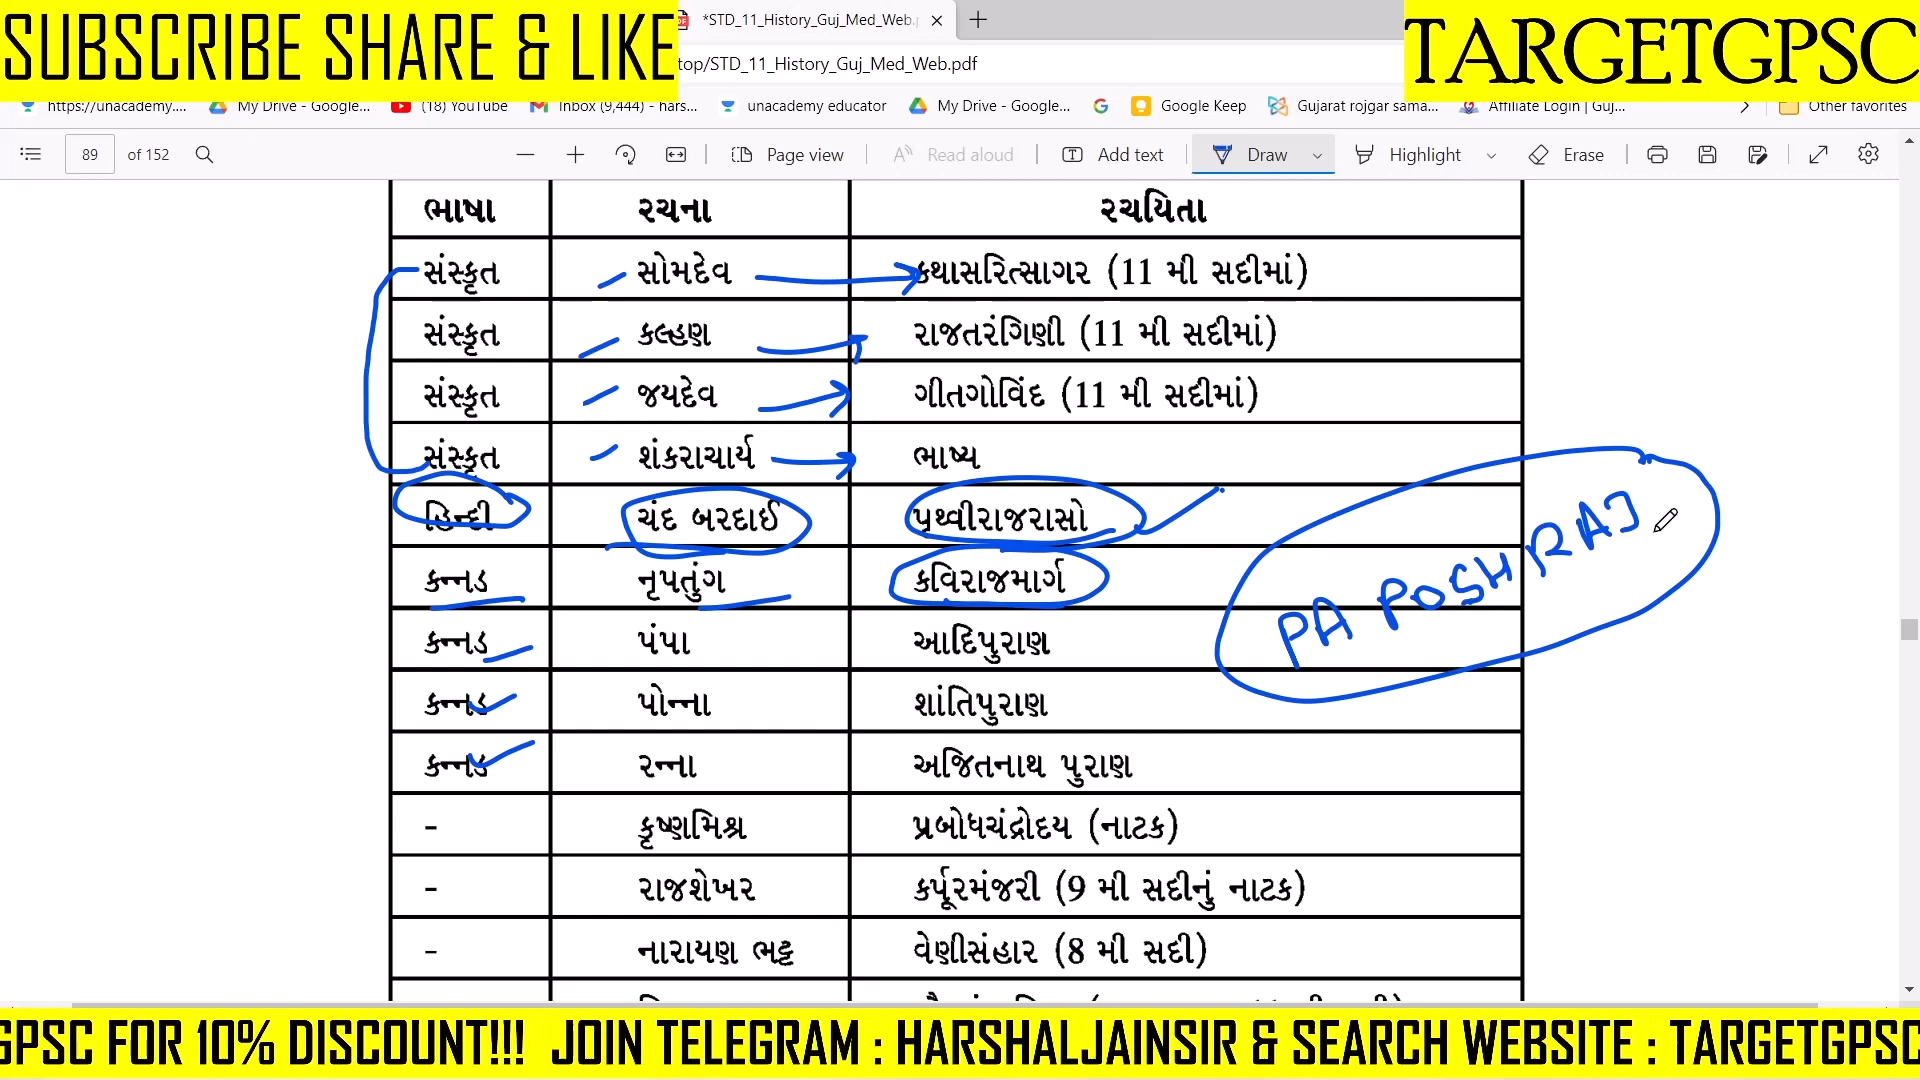 SUBSCRIBE SHARE & LIKE
*STD_11_History_Guj_Med_Web.p
TARGETGPSC
top/STD_11_History_Guj_Med_Web.pdf
https://unacademy.... My Drive - Google... (18) YouTube Inbox (9,444) - hars... unacademy educator My Drive - Google... Google Keep Gujarat rojgar sama... Affiliate Login | Guj... Other favorites
89 of 152 Page view Read aloud Add text Draw Highlight Erase
ભાષા રચના રચયિતા
સંસ્કૃત સોમદેવ કથાસરિત્સાગર (11 મી સદીમાં)
સંસ્કૃત કલ્હણ રાજતરંગિણી (11 મી સદીમાં)
સંસ્કૃત જયદેવ ગીતગોવિંદ (11 મી સદીમાં)
સંસ્કૃત શંકરાચાર્ય ભાષ્ય
હિન્દી ચંદ બરદાઈ પૃથ્વીરાજરાસો
કન્નડ નૃપતુંગ કવિરાજમાર્ગ
PA POSH RAJ
કન્નડ પંપા આદિપુરાણ
કન્નડ પોન્ના શાંતિપુરાણ
કન્નડ રન્ના અજિતનાથ પુરાણ
- કૃષ્ણમિશ્ર પ્રબોધચંદ્રોદય (નાટક)
- રાજશેખર કર્પૂરમંજરી (9 મી સદીનું નાટક)
- નારાયણ ભટ્ટ વેણીસંહાર (8 મી સદી)
GPSC FOR 10% DISCOUNT!!! JOIN TELEGRAM : HARSHALJAINSIR & SEARCH WEBSITE : TARGETGPSC